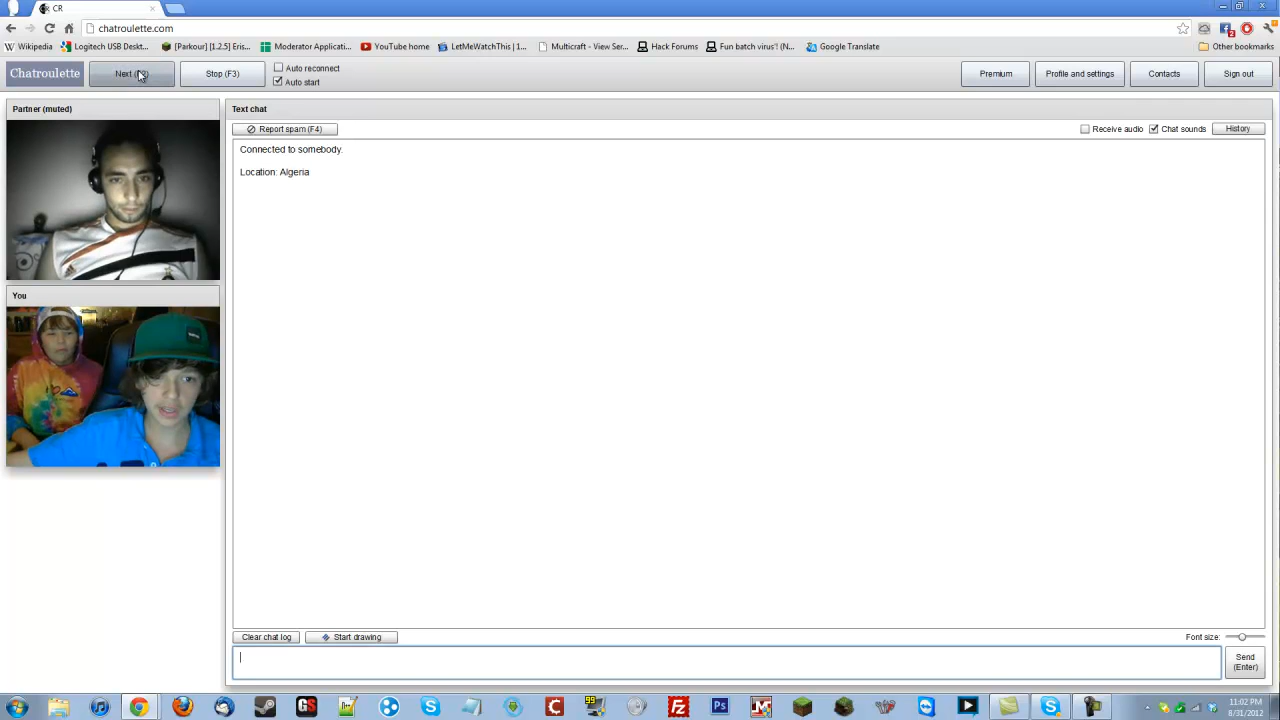 CR
chatroulette.com
Wikipedia
Logitech USB Deskt...
[Parkour] [1.2.5] Eris...
Moderator Applicati...
YouTube home
LetMeWatchThis | 1...
Multicraft - View Ser...
Hack Forums
Fun batch virus'! (N...
Google Translate
Other bookmarks
Chatroulette
Next
Stop (F3)
Auto reconnect
Auto start
Premium
Profile and settings
Contacts
Sign out
Partner (muted)
Text chat
Report spam (F4)
Receive audio
Chat sounds
History
Connected to somebody.
Location: Algeria
You
Clear chat log
Start drawing
Font size:
Send
(Enter)
11:02 PM
8/31/2012